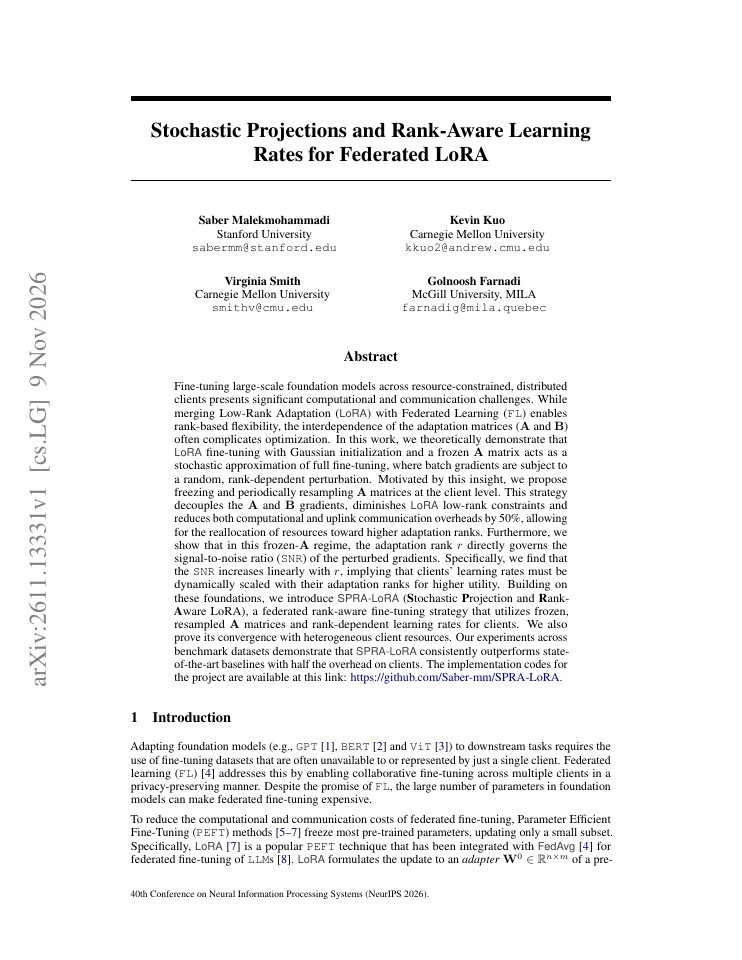 Stochastic Projections and Rank-Aware Learning
Rates for Federated LoRA
Saber Malekmohammadi
Stanford University
sabermm@stanford.edu
Kevin Kuo
Carnegie Mellon University
kkuo2@andrew.cmu.edu
Virginia Smith
Carnegie Mellon University
smithv@cmu.edu
Golnoosh Farnadi
McGill University, MILA
farnadig@mila.quebec
Abstract
Fine-tuning large-scale foundation models across resource-constrained, distributed
clients presents significant computational and communication challenges. While
merging Low-Rank Adaptation (LoRA) with Federated Learning (FL) enables
rank-based flexibility, the interdependence of the adaptation matrices (A and B)
often complicates optimization. In this work, we theoretically demonstrate that
LoRA fine-tuning with Gaussian initialization and a frozen A matrix acts as a
stochastic approximation of full fine-tuning, where batch gradients are subject to
a random, rank-dependent perturbation. Motivated by this insight, we propose
freezing and periodically resampling A matrices at the client level. This strategy
decouples the A and B gradients, diminishes LoRA low-rank constraints and
reduces both computational and uplink communication overheads by 50%, allowing
for the reallocation of resources toward higher adaptation ranks. Furthermore, we
show that in this frozen-A regime, the adaptation rank r directly governs the
signal-to-noise ratio (SNR) of the perturbed gradients. Specifically, we find that
the SNR increases linearly with r, implying that clients' learning rates must be
dynamically scaled with their adaptation ranks for higher utility. Building on
these foundations, we introduce SPRA-LoRA (Stochastic Projection and Rank-
Aware LoRA), a federated rank-aware fine-tuning strategy that utilizes frozen,
resampled A matrices and rank-dependent learning rates for clients. We also
prove its convergence with heterogeneous client resources. Our experiments across
benchmark datasets demonstrate that SPRA-LoRA consistently outperforms state-
of-the-art baselines with half the overhead on clients. The implementation codes for
the project are available at this link: https://github.com/Saber-mm/SPRA-LoRA.
1 Introduction
Adapting foundation models (e.g., GPT [1], BERT [2] and ViT [3]) to downstream tasks requires the
use of fine-tuning datasets that are often unavailable to or represented by just a single client. Federated
learning (FL) [4] addresses this by enabling collaborative fine-tuning across multiple clients in a
privacy-preserving manner. Despite the promise of FL, the large number of parameters in foundation
models can make federated fine-tuning expensive.
To reduce the computational and communication costs of federated fine-tuning, Parameter Efficient
Fine-Tuning (PEFT) methods [5–7] freeze most pre-trained parameters, updating only a small subset.
Specifically, LoRA [7] is a popular PEFT technique that has been integrated with FedAvg [4] for
federated fine-tuning of LLMs [8]. LoRA formulates the update to an adapter W⁰ ∈ ℝⁿˣᵐ of a pre-
40th Conference on Neural Information Processing Systems (NeurIPS 2026).
arXiv:2611.13331v1 [cs.LG] 9 Nov 2026